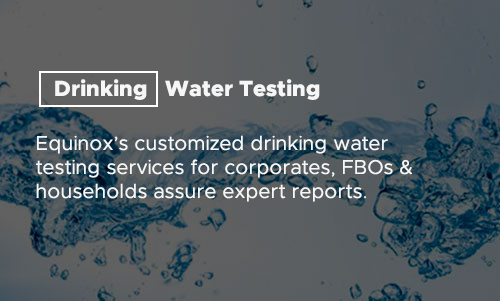 Drinking Water Testing
Equinox's customized drinking water
testing services for corporates, FBOs &
households assure expert reports.